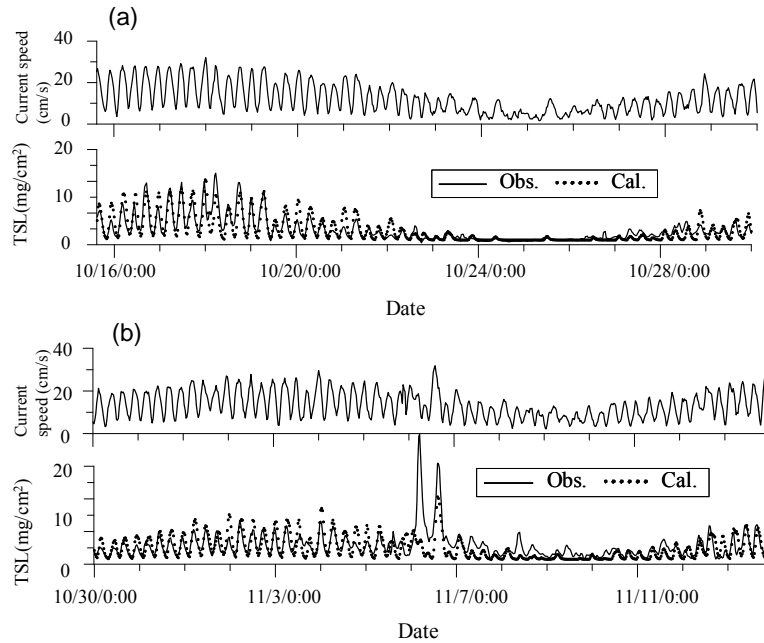 (a)
Current speed
(cm/s)
40
20
0
TSL(mg/cm²)
20
10
0
Obs. Cal.
10/16/0:00 10/20/0:00 10/24/0:00 10/28/0:00
Date
(b)
Current
speed (cm/s)
40
20
0
TSL(mg/cm²)
20
10
0
Obs. Cal.
10/30/0:00 11/3/0:00 11/7/0:00 11/11/0:00
Date